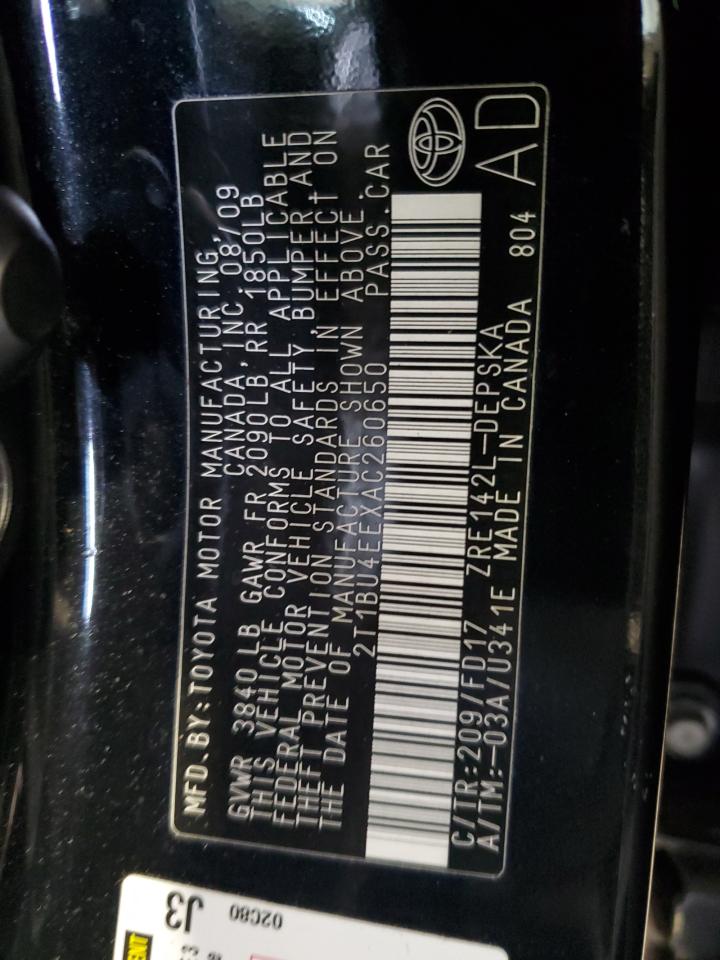 MFD.BY:TOYOTA MOTOR MANUFACTURING,
CANADA, INC. 08/09
GVWR 3840LB GAWR FR 2090LB, RR 1850LB
THIS VEHICLE CONFORMS TO ALL APPLICABLE
FEDERAL MOTOR VEHICLE SAFETY, BUMPER, AND
THEFT PREVENTION STANDARDS IN EFFECT ON
THE DATE OF MANUFACTURE SHOWN ABOVE.
2T1BU4EEXAC260650 PASS.CAR
C/TR:209/FD17 ZRE142L-DEPSKA
A/TM:-03A/U341E MADE IN CANADA 804
AD
J3
02C80